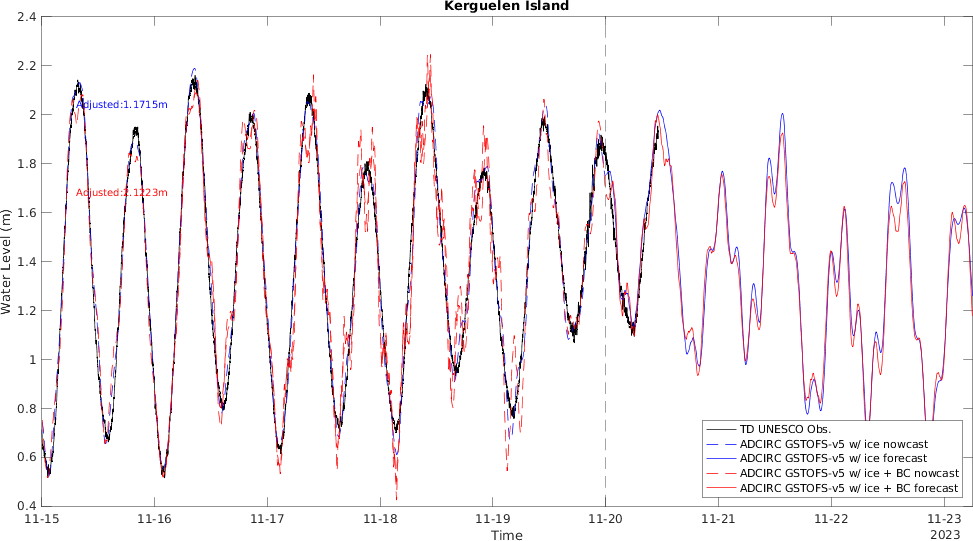 Kerguelen Island
2.4
2.2
2
1.8
1.6
1.4
1.2
1
0.8
0.6
0.4
Water Level (m)
Adjusted:1.1715m
Adjusted:2.1223m
TD UNESCO Obs.
ADCIRC GSTOFS-v5 w/ ice nowcast
ADCIRC GSTOFS-v5 w/ ice forecast
ADCIRC GSTOFS-v5 w/ ice + BC nowcast
ADCIRC GSTOFS-v5 w/ ice + BC forecast
11-15 11-16 11-17 11-18 11-19 11-20 11-21 11-22 11-23
Time
2023